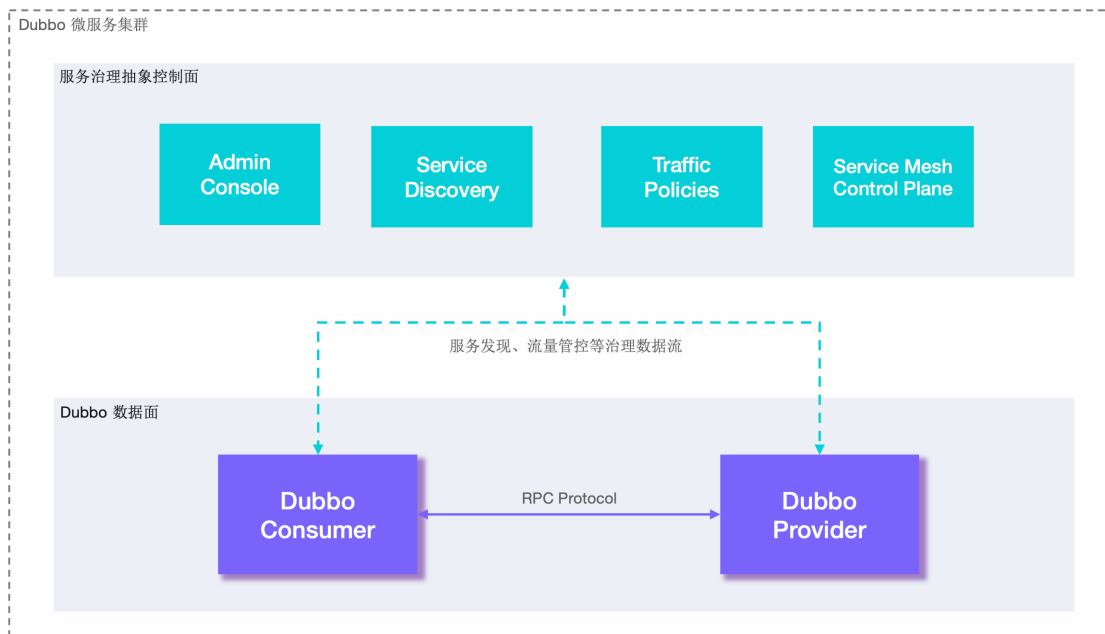 Dubbo 微服务集群
服务治理抽象控制面
Admin
Console
Service
Discovery
Traffic
Policies
Service Mesh
Control Plane
服务发现、流量管控等治理数据流
Dubbo 数据面
Dubbo
Consumer
RPC Protocol
Dubbo
Provider